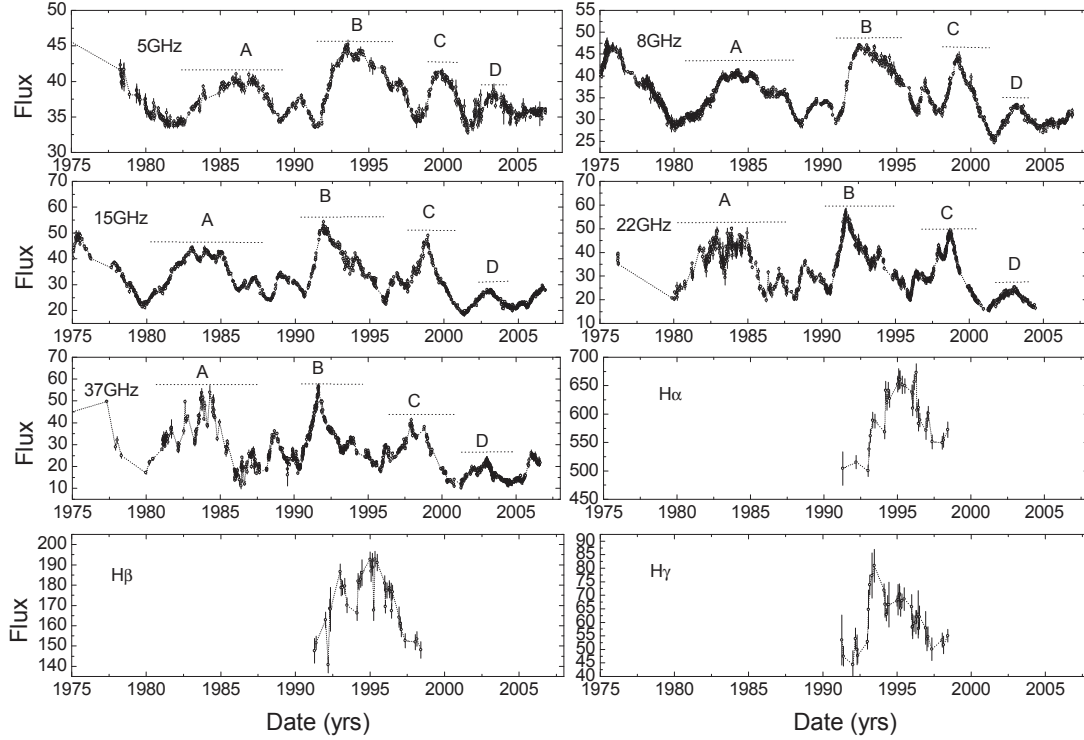 Flux
45
40
35
30
5GHz
A
B
C
D
1975 1980 1985 1990 1995 2000 2005
55
50
45
40
35
30
25
8GHz
A
B
C
D
1975 1980 1985 1990 1995 2000 2005
Flux
70
60
50
40
30
20
15GHz
A
B
C
D
1975 1980 1985 1990 1995 2000 2005
70
60
50
40
30
20
10
22GHz
A
B
C
D
1975 1980 1985 1990 1995 2000 2005
Flux
70
60
50
40
30
20
10
37GHz
A
B
C
D
1975 1980 1985 1990 1995 2000 2005
700
650
600
550
500
450
Hα
1975 1980 1985 1990 1995 2000 2005
Flux
200
190
180
170
160
150
140
Hβ
1975 1980 1985 1990 1995 2000 2005
Date (yrs)
90
85
80
75
70
65
60
55
50
45
40
Hγ
1975 1980 1985 1990 1995 2000 2005
Date (yrs)